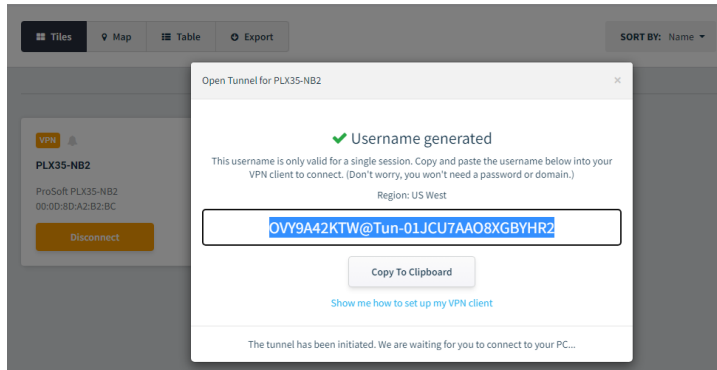 Tiles
Map
Table
Export
SORT BY: Name
Open Tunnel for PLX35-NB2
×
Username generated
This username is only valid for a single session. Copy and paste the username below into your
VPN client to connect. (Don't worry, you won't need a password or domain.)
Region: US West
OVY9A42KTW@Tun-01JCU7AAO8XGBYHR2
Copy To Clipboard
Show me how to set up my VPN client
The tunnel has been initiated. We are waiting for you to connect to your PC...
VPN
PLX35-NB2
ProSoft PLX35-NB2
00:0D:8D:A2:B2:BC
Disconnect